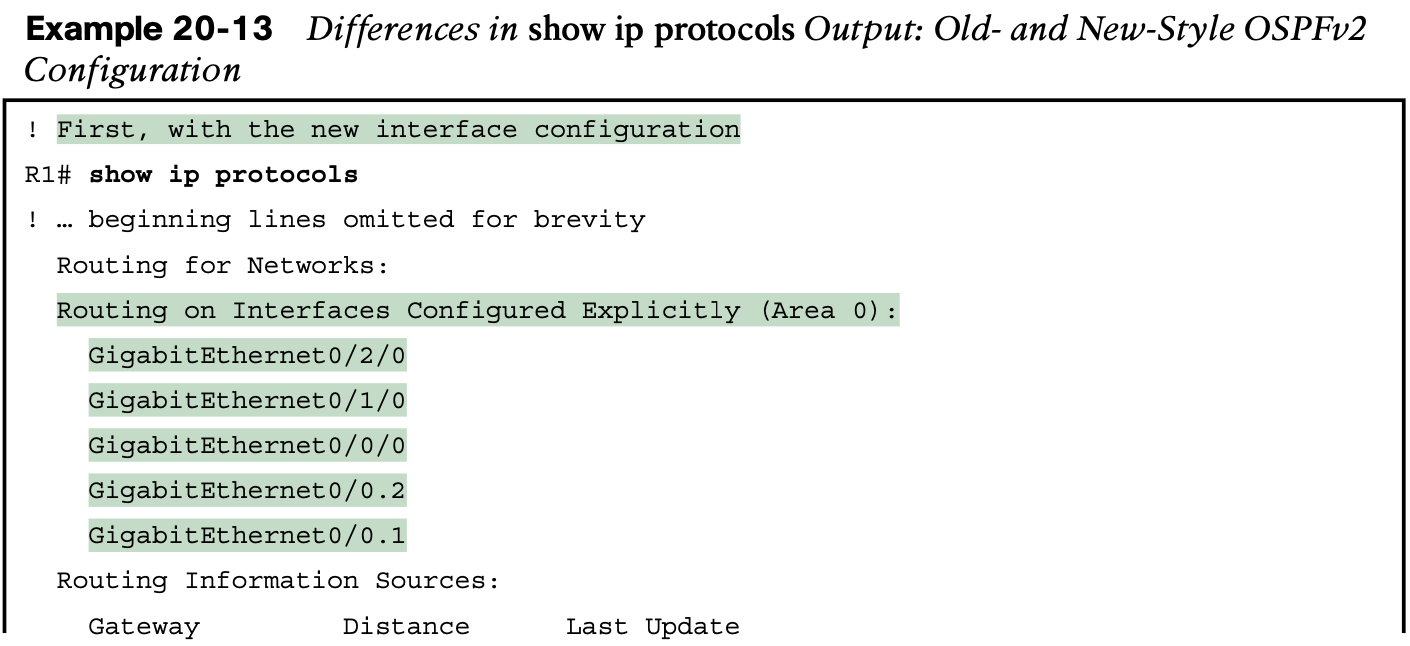 Example 20-13 Differences in show ip protocols Output: Old- and New-Style OSPFv2
Configuration
! First, with the new interface configuration
R1# show ip protocols
! … beginning lines omitted for brevity
Routing for Networks:
Routing on Interfaces Configured Explicitly (Area 0):
GigabitEthernet0/2/0
GigabitEthernet0/1/0
GigabitEthernet0/0/0
GigabitEthernet0/0.2
GigabitEthernet0/0.1
Routing Information Sources:
Gateway Distance Last Update